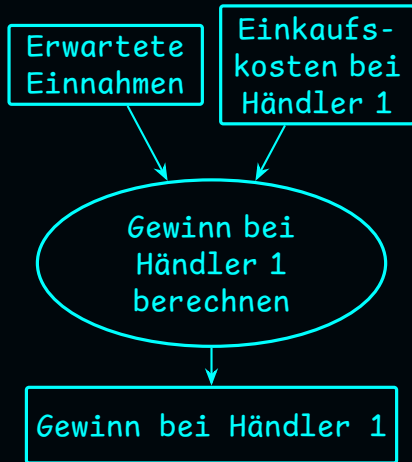 Erwartete
Einnahmen
Einkaufs-
kosten bei
Händler 1
Gewinn bei
Händler 1
berechnen
Gewinn bei Händler 1